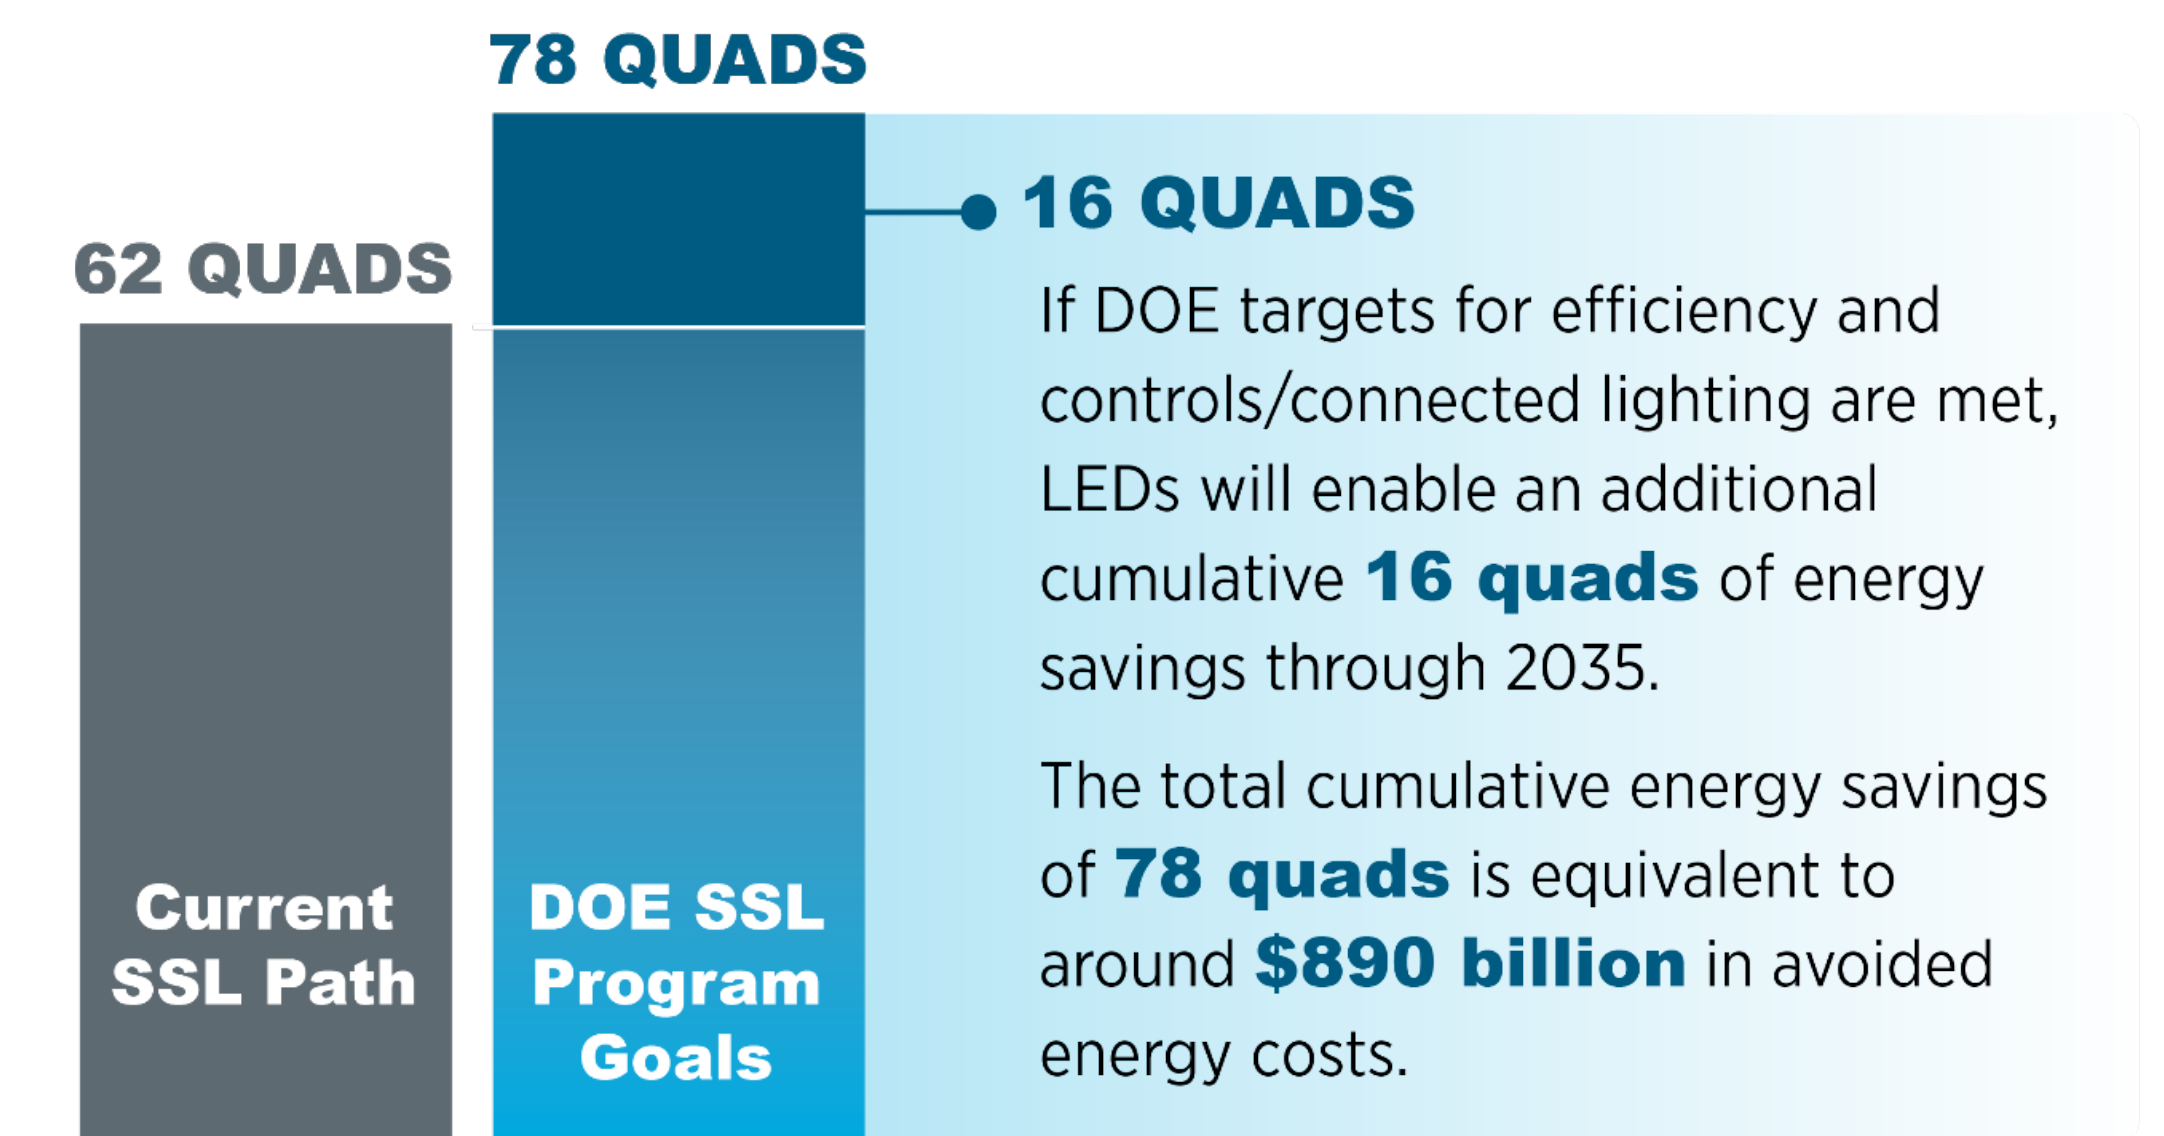 78 QUADS
62 QUADS
16 QUADS
If DOE targets for efficiency and
controls/connected lighting are met,
LEDs will enable an additional
cumulative 16 quads of energy
savings through 2035.
The total cumulative energy savings
of 78 quads is equivalent to
around $890 billion in avoided
energy costs.
Current
SSL Path
DOE SSL
Program
Goals